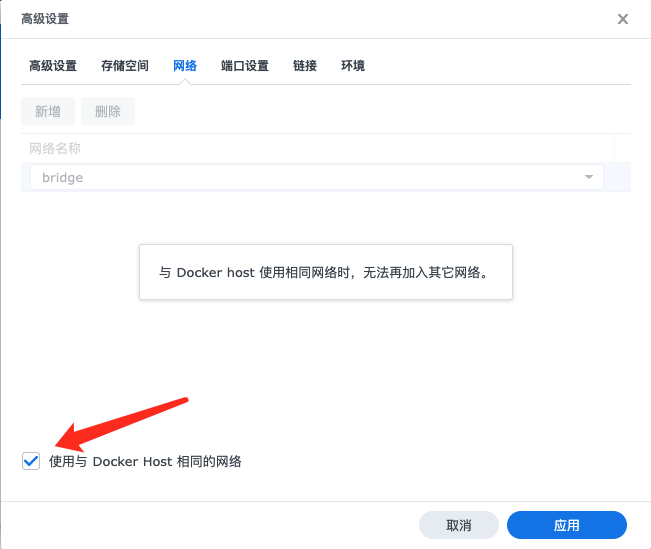 高级设置
高级设置 存储空间 网络 端口设置 链接 环境
新增 删除
网络名称
bridge
与 Docker host 使用相同网络时，无法再加入其它网络。
使用与 Docker Host 相同的网络
取消 应用